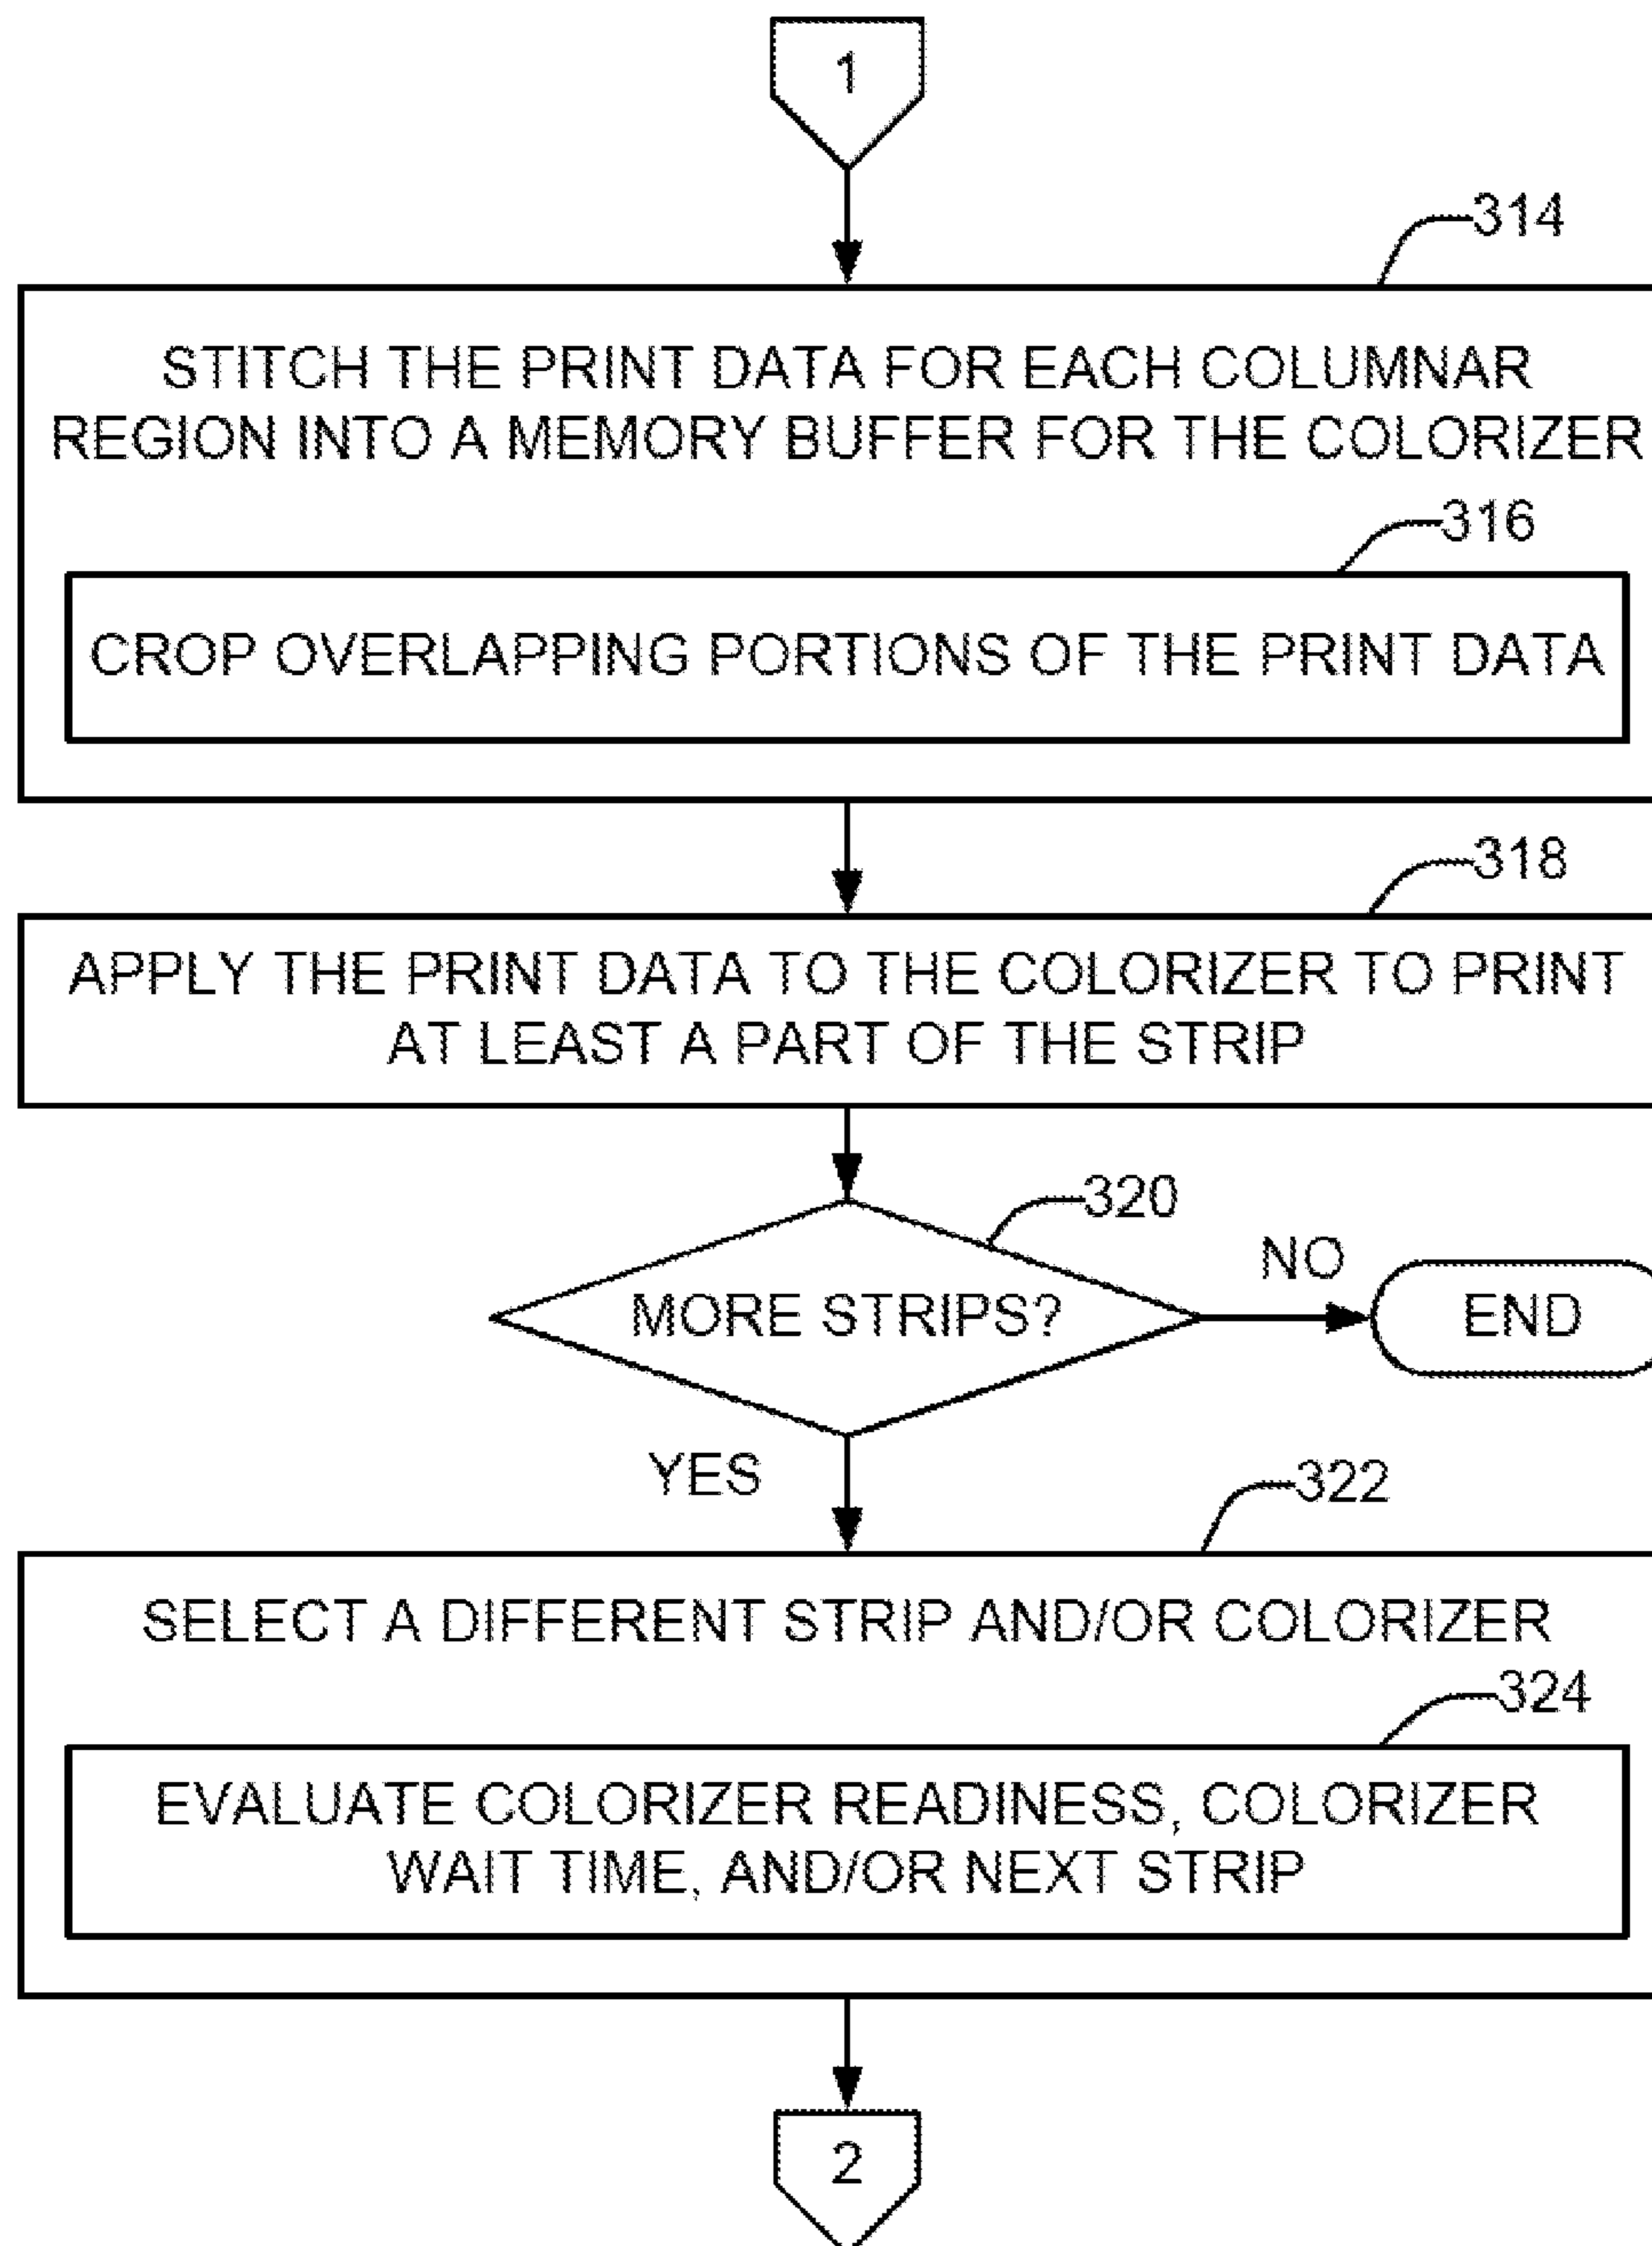 1
314
STITCH THE PRINT DATA FOR EACH COLUMNAR
REGION INTO A MEMORY BUFFER FOR THE COLORIZER
316
CROP OVERLAPPING PORTIONS OF THE PRINT DATA
318
APPLY THE PRINT DATA TO THE COLORIZER TO PRINT
AT LEAST A PART OF THE STRIP
320
MORE STRIPS?
NO
END
YES
322
SELECT A DIFFERENT STRIP AND/OR COLORIZER
324
EVALUATE COLORIZER READINESS, COLORIZER
WAIT TIME, AND/OR NEXT STRIP
2